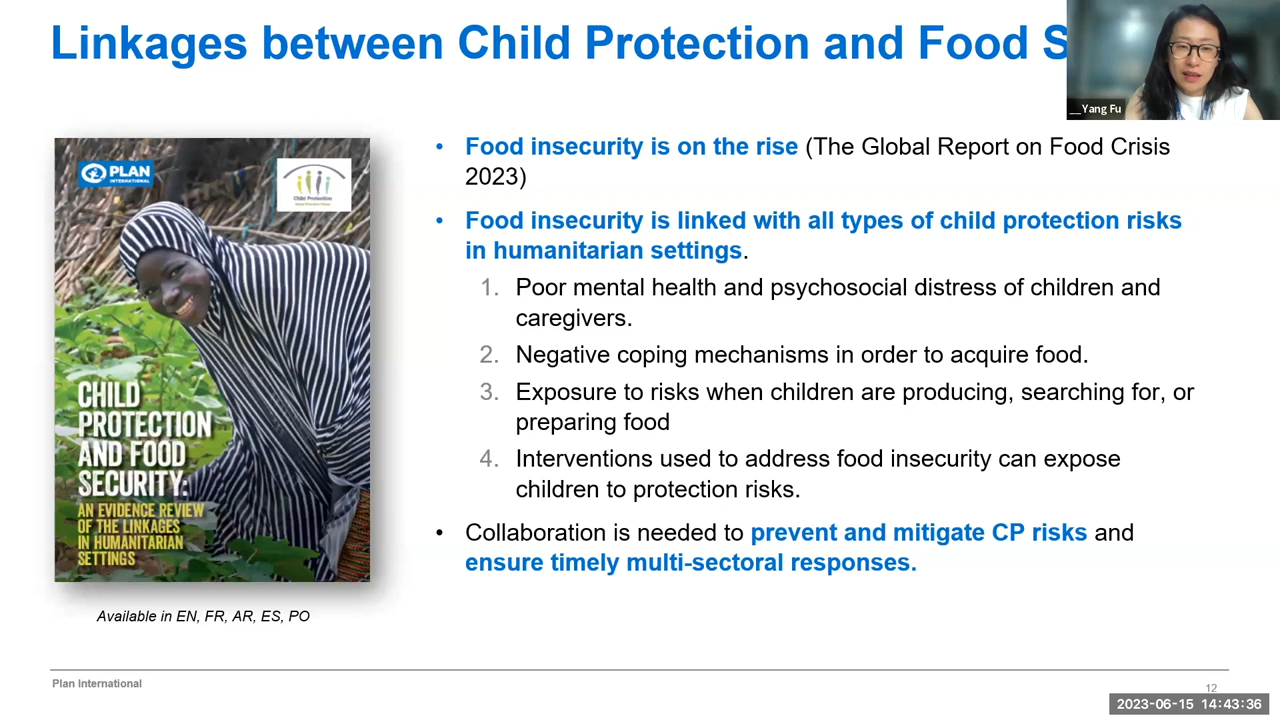 Linkages between Child Protection and Food S
__Yang Fu
PLAN
INTERNATIONAL
Child Protection
CHILD
PROTECTION
AND FOOD
SECURITY:
AN EVIDENCE REVIEW
OF THE LINKAGES
IN HUMANITARIAN
SETTINGS
Available in EN, FR, AR, ES, PO
• Food insecurity is on the rise (The Global Report on Food Crisis
2023)
• Food insecurity is linked with all types of child protection risks
in humanitarian settings.
1. Poor mental health and psychosocial distress of children and
caregivers.
2. Negative coping mechanisms in order to acquire food.
3. Exposure to risks when children are producing, searching for, or
preparing food
4. Interventions used to address food insecurity can expose
children to protection risks.
• Collaboration is needed to prevent and mitigate CP risks and
ensure timely multi-sectoral responses.
Plan International
12
2023-06-15 14:43:36